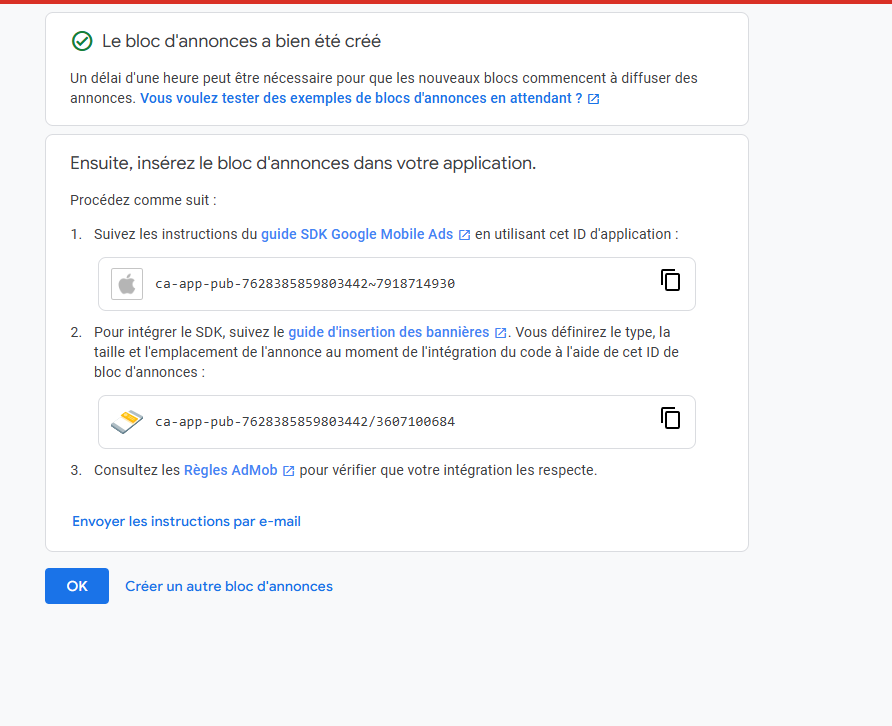 Le bloc d'annonces a bien été créé
Un délai d'une heure peut être nécessaire pour que les nouveaux blocs commencent à diffuser des
annonces. Vous voulez tester des exemples de blocs d'annonces en attendant ?
Ensuite, insérez le bloc d'annonces dans votre application.
Procédez comme suit :
1. Suivez les instructions du guide SDK Google Mobile Ads en utilisant cet ID d'application :
ca-app-pub-7628385859803442~7918714930
2. Pour intégrer le SDK, suivez le guide d'insertion des bannières . Vous définirez le type, la
taille et l'emplacement de l'annonce au moment de l'intégration du code à l'aide de cet ID de
bloc d'annonces :
ca-app-pub-7628385859803442/3607100684
3. Consultez les Règles AdMob pour vérifier que votre intégration les respecte.
Envoyer les instructions par e-mail
OK Créer un autre bloc d'annonces